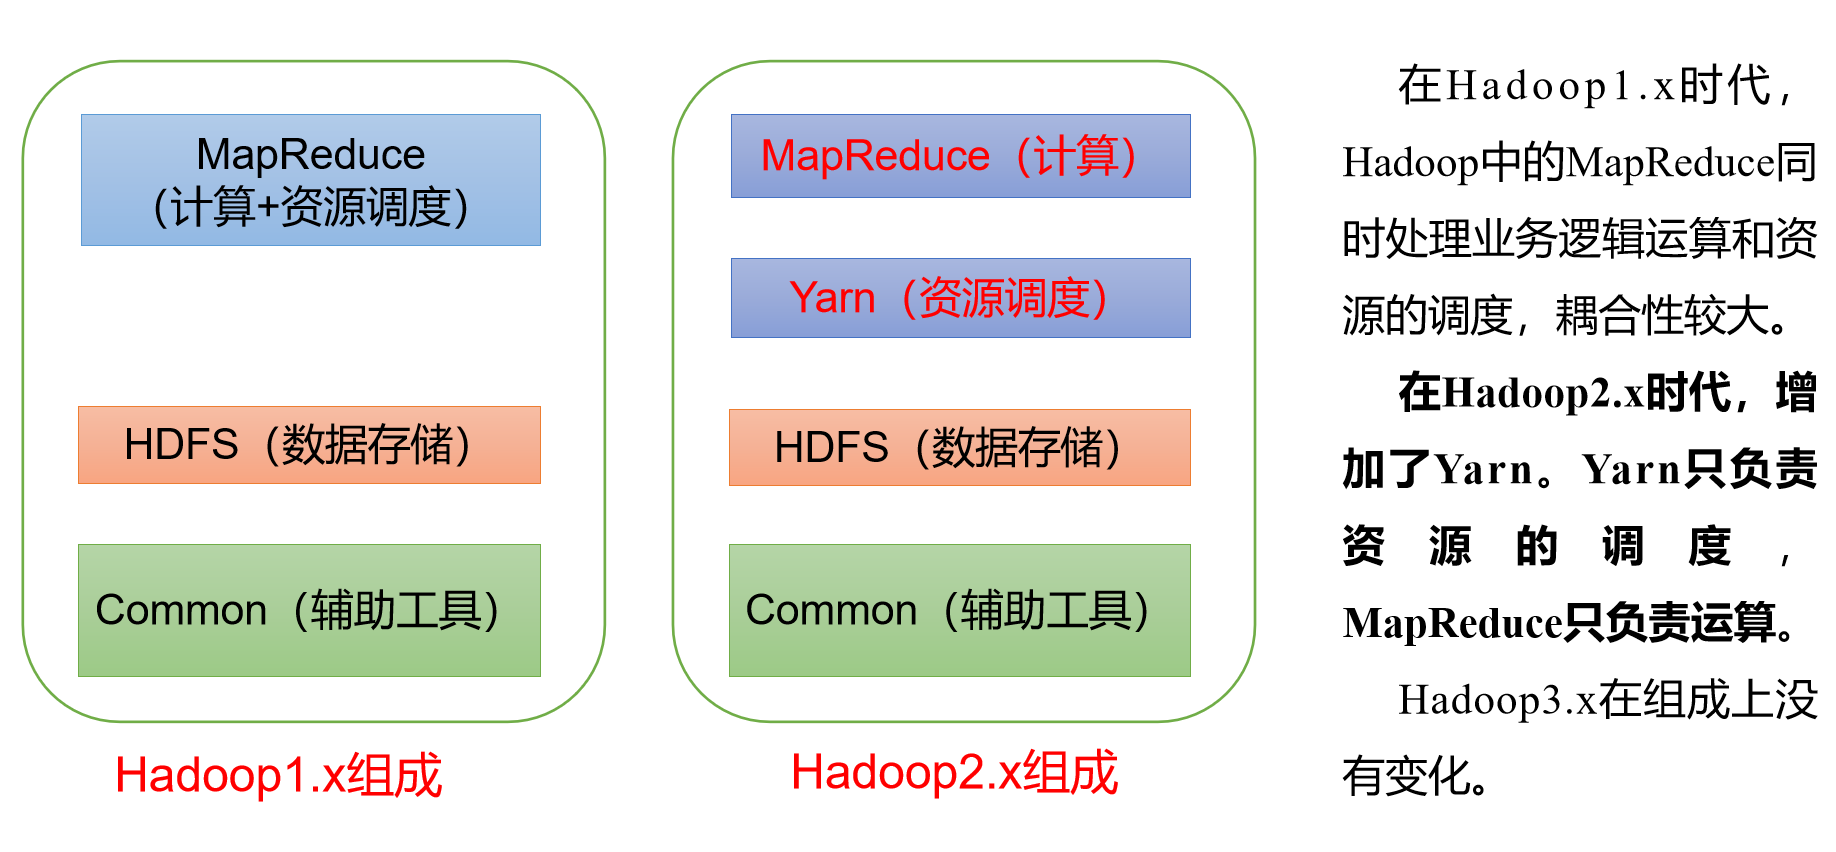 MapReduce
（计算+资源调度）
HDFS（数据存储）
Common（辅助工具）
Hadoop1.x组成
MapReduce（计算）
Yarn（资源调度）
HDFS（数据存储）
Common（辅助工具）
Hadoop2.x组成
在Hadoop1.x时代，
Hadoop中的MapReduce同
时处理业务逻辑运算和资
源的调度，耦合性较大。
在Hadoop2.x时代，增
加了Yarn。Yarn只负责
资源的调度，
MapReduce只负责运算。
Hadoop3.x在组成上没
有变化。